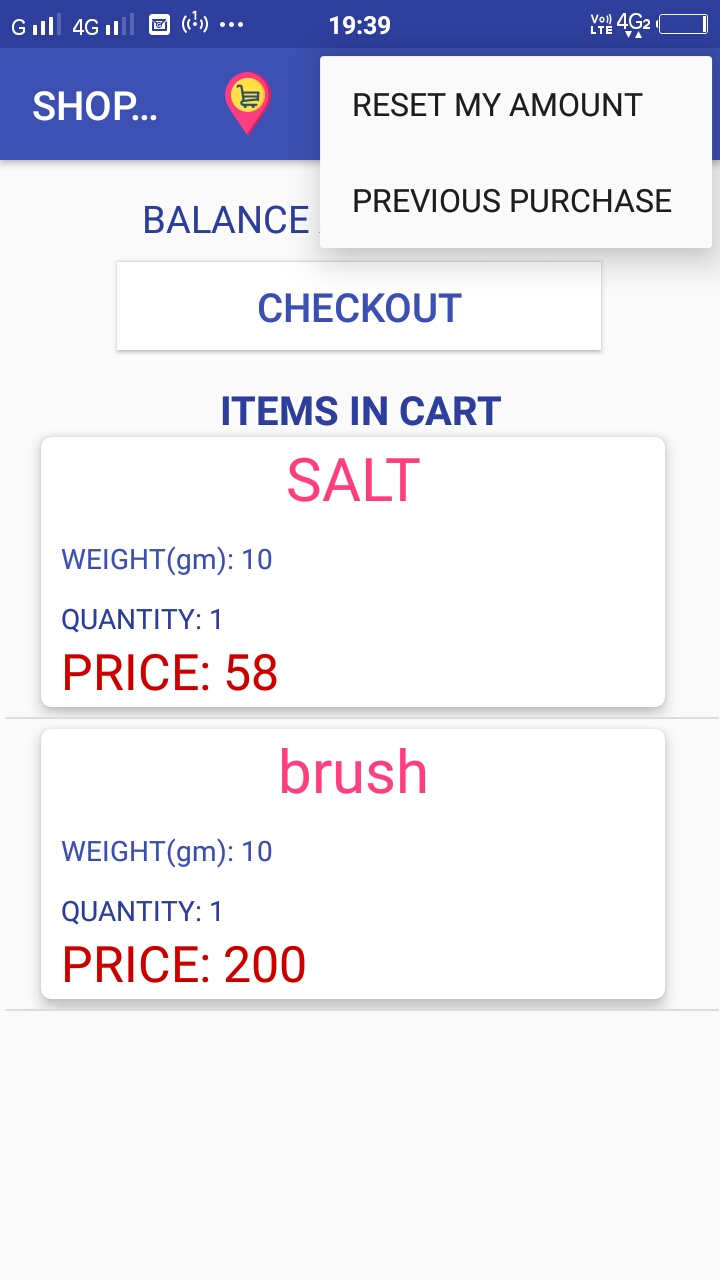 G 4G 19:39 Vo)) LTE 4G2
SHOP...
RESET MY AMOUNT
PREVIOUS PURCHASE
BALANCE
CHECKOUT
ITEMS IN CART
SALT
WEIGHT(gm): 10
QUANTITY: 1
PRICE: 58
brush
WEIGHT(gm): 10
QUANTITY: 1
PRICE: 200